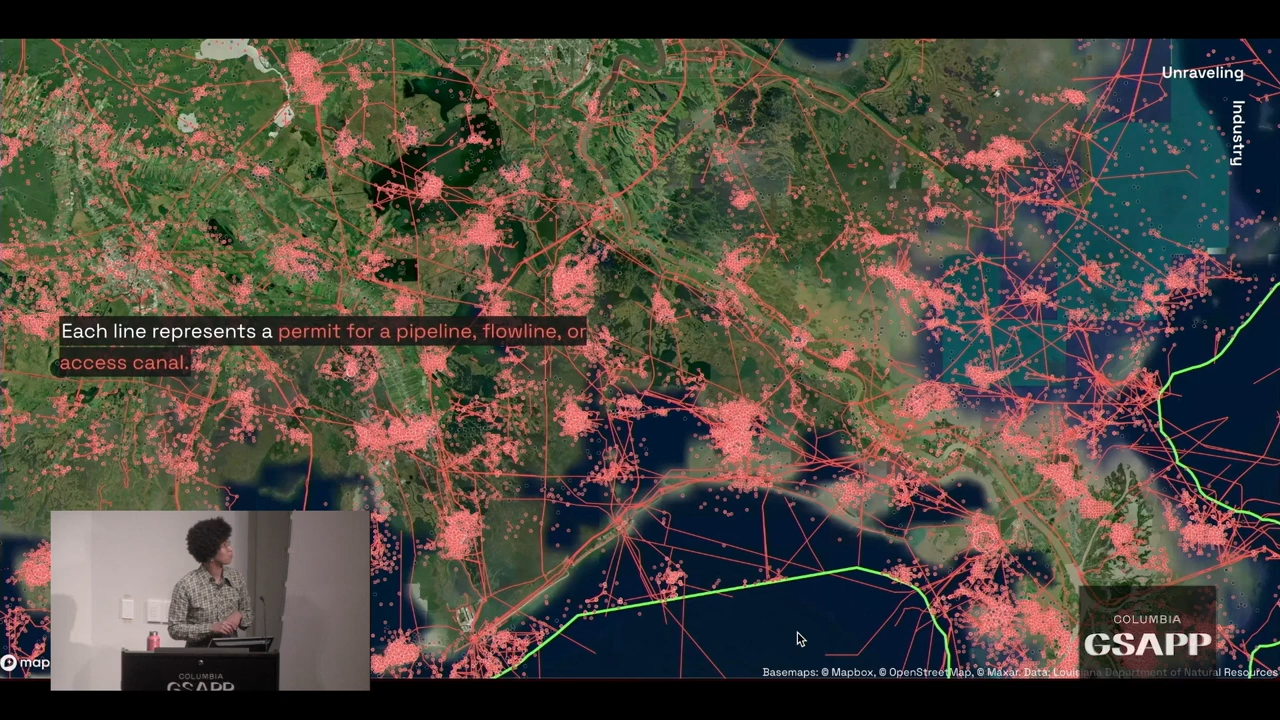 Unraveling
Industry
Each line represents a permit for a pipeline, flowline, or
access canal.
COLUMBIA
GSAPP
COLUMBIA
GSAPP
map
Basemaps: © Mapbox, © OpenStreetMap, © Maxar. Data: Louisiana Department of Natural Resources